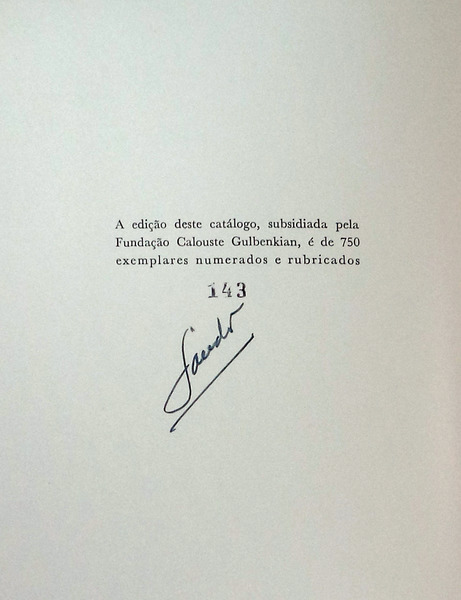 A edição deste catálogo, subsidiada pela
Fundação Calouste Gulbenkian, é de 750
exemplares numerados e rubricados
143